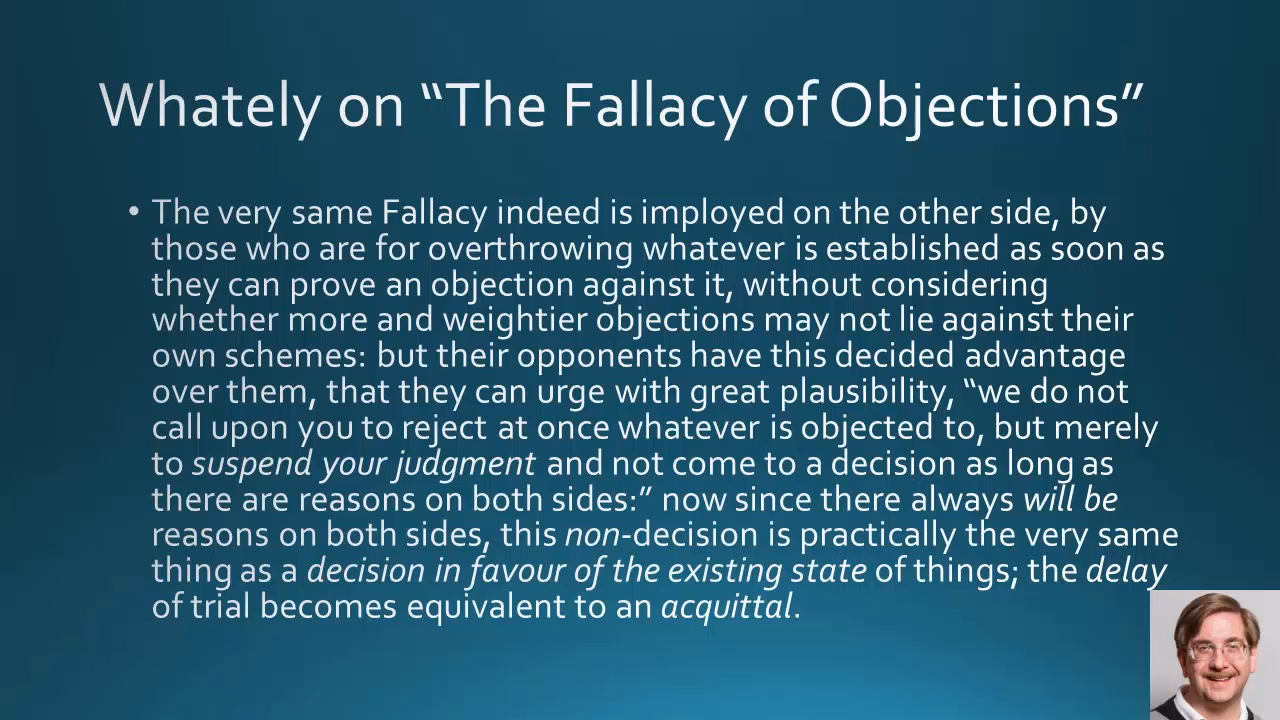 Whately on “The Fallacy of Objections”
• The very same Fallacy indeed is imployed on the other side, by
those who are for overthrowing whatever is established as soon as
they can prove an objection against it, without considering
whether more and weightier objections may not lie against their
own schemes: but their opponents have this decided advantage
over them, that they can urge with great plausibility, “we do not
call upon you to reject at once whatever is objected to, but merely
to suspend your judgment and not come to a decision as long as
there are reasons on both sides:” now since there always will be
reasons on both sides, this non-decision is practically the very same
thing as a decision in favour of the existing state of things; the delay
of trial becomes equivalent to an acquittal.